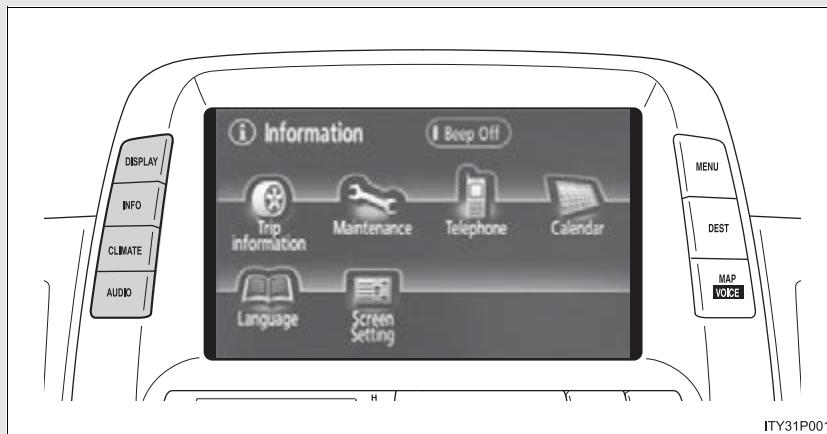 Information
Beep Off
DISPLAY
INFO
CLIMATE
AUDIO
Trip
information
Maintenance
Telephone
Calendar
Language
Screen
Setting
MENU
DEST
MAP
VOICE
H
ITY31P001